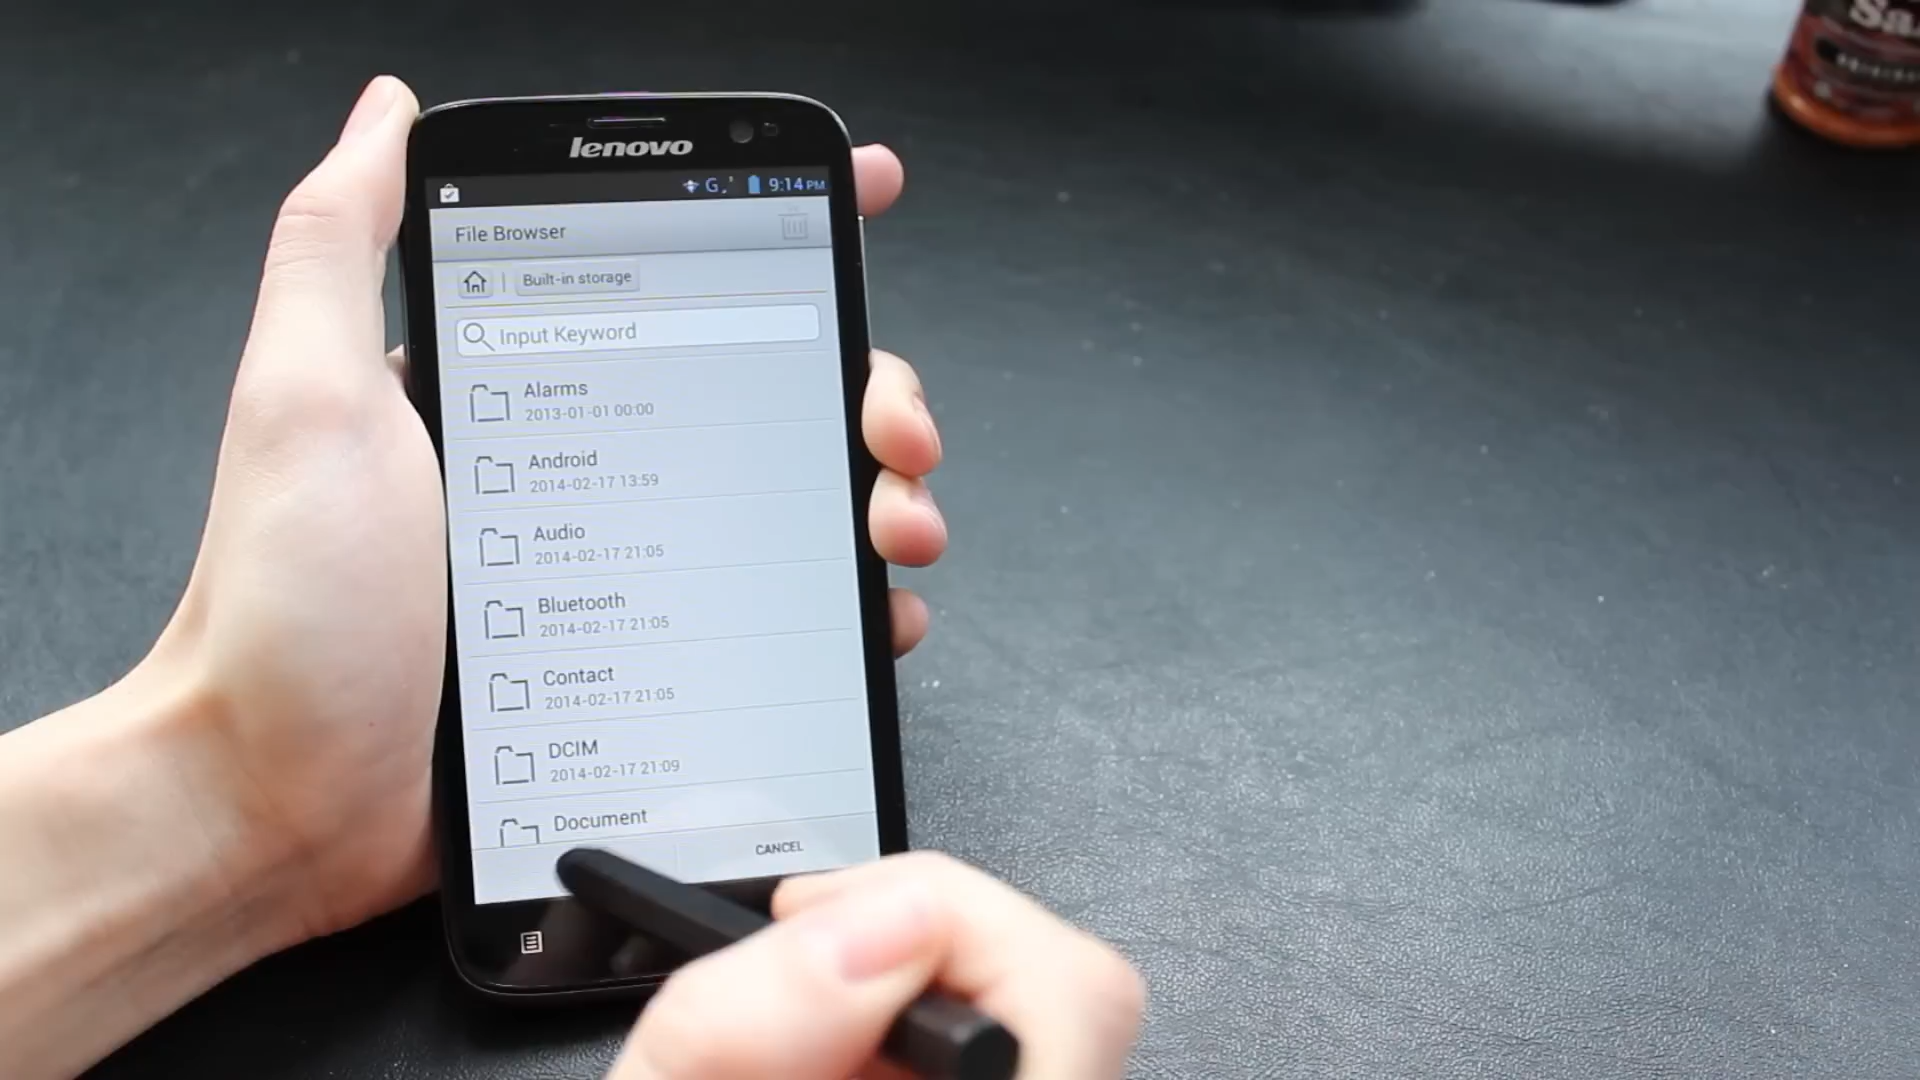 lenovo
G 9:14 PM
File Browser
Built-in storage
Input Keyword
Alarms
2013-01-01 00:00
Android
2014-02-17 13:59
Audio
2014-02-17 21:05
Bluetooth
2014-02-17 21:05
Contact
2014-02-17 21:05
DCIM
2014-02-17 21:09
Document
CANCEL